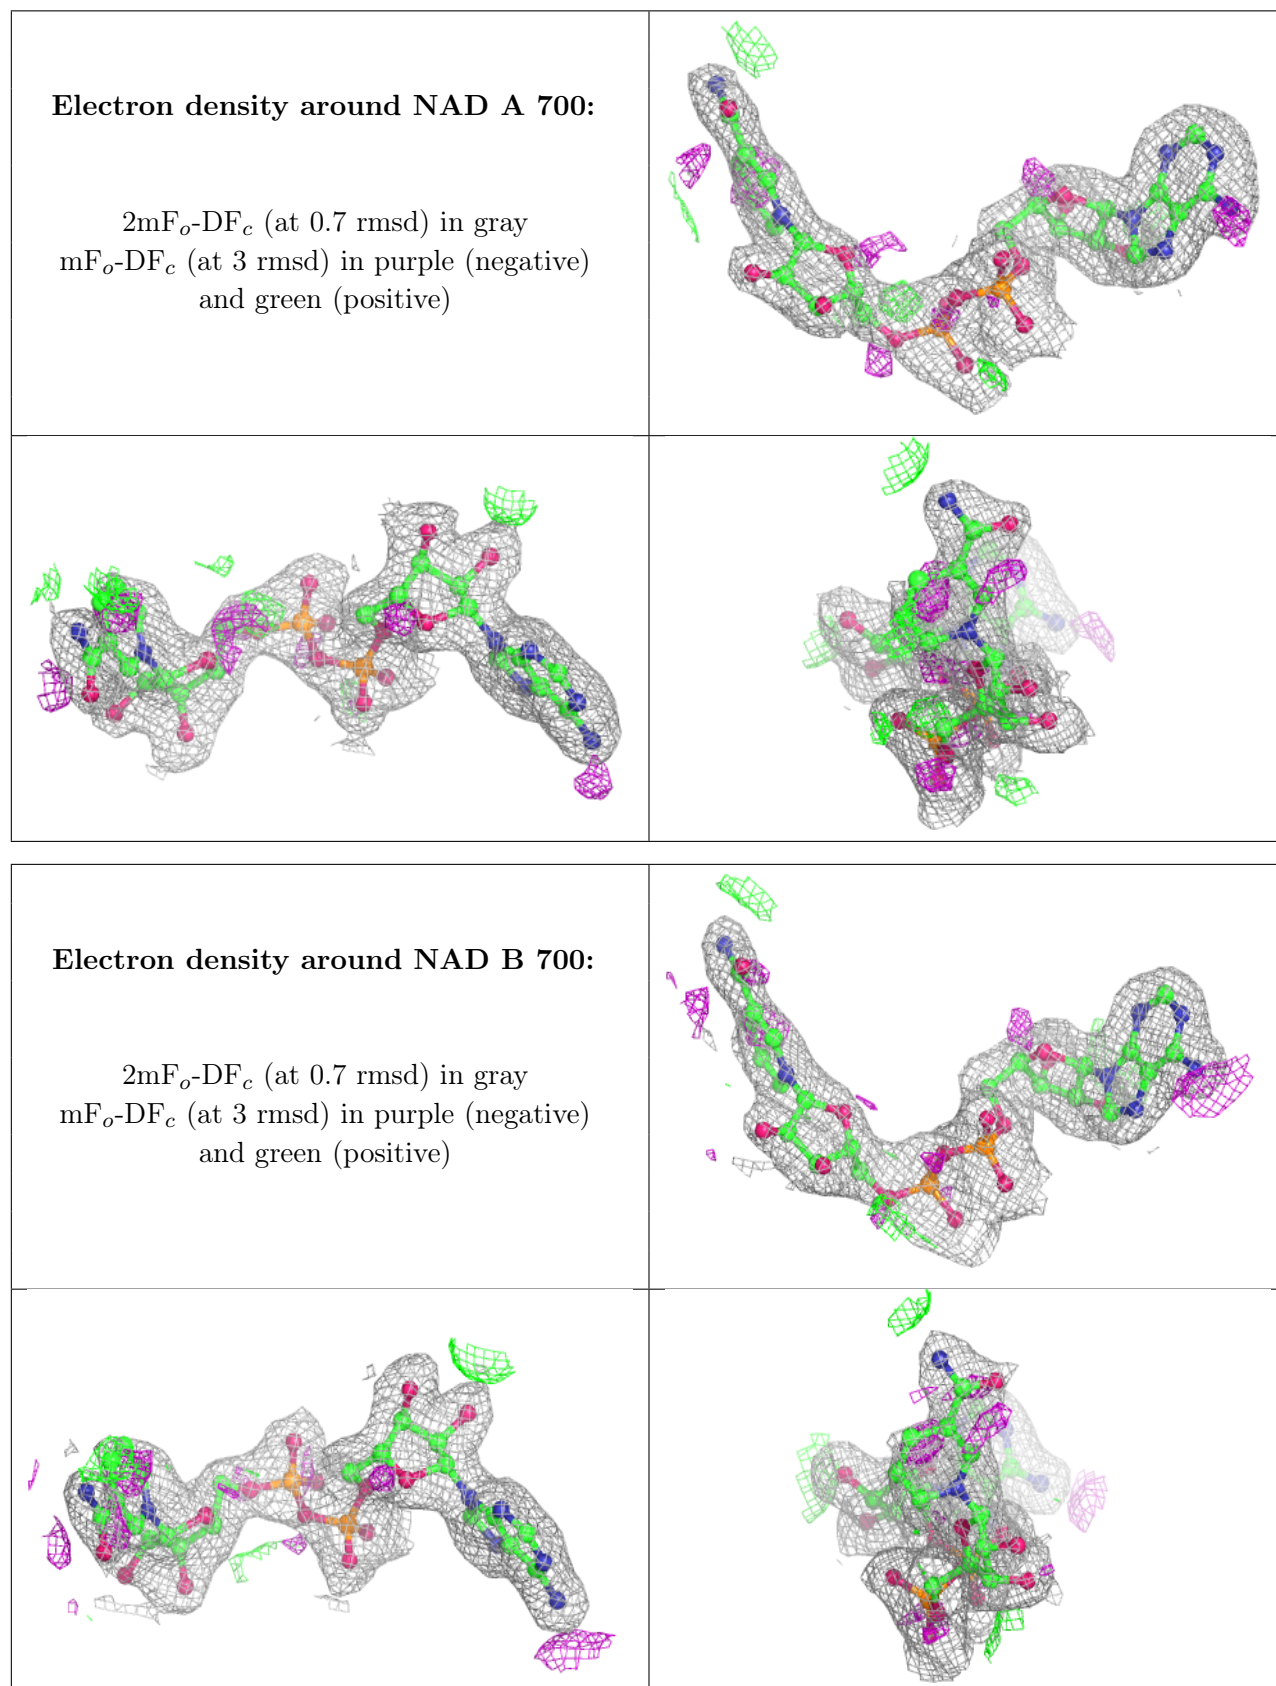 Electron density around NAD A 700:
2mFₒ-DF𝑐 (at 0.7 rmsd) in gray
mFₒ-DF𝑐 (at 3 rmsd) in purple (negative)
and green (positive)
Electron density around NAD B 700:
2mFₒ-DF𝑐 (at 0.7 rmsd) in gray
mFₒ-DF𝑐 (at 3 rmsd) in purple (negative)
and green (positive)